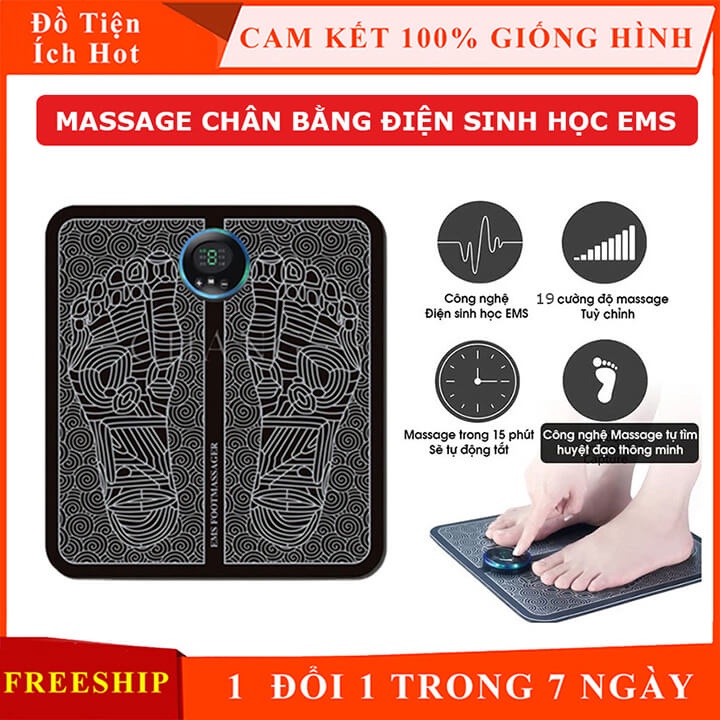 Đồ Tiện
Ích Hot
CAM KẾT 100% GIỐNG HÌNH
MASSAGE CHÂN BẰNG ĐIỆN SINH HỌC EMS
8
EMS FOOTMASSAGER
Công nghệ
Điện sinh học EMS
19 cường độ massage
Tuỳ chỉnh
Massage trong 15 phút
Sẽ tự động tắt
Công nghệ Massage tự tìm
huyệt đạo thông minh
FREESHIP
1 ĐỔI 1 TRONG 7 NGÀY